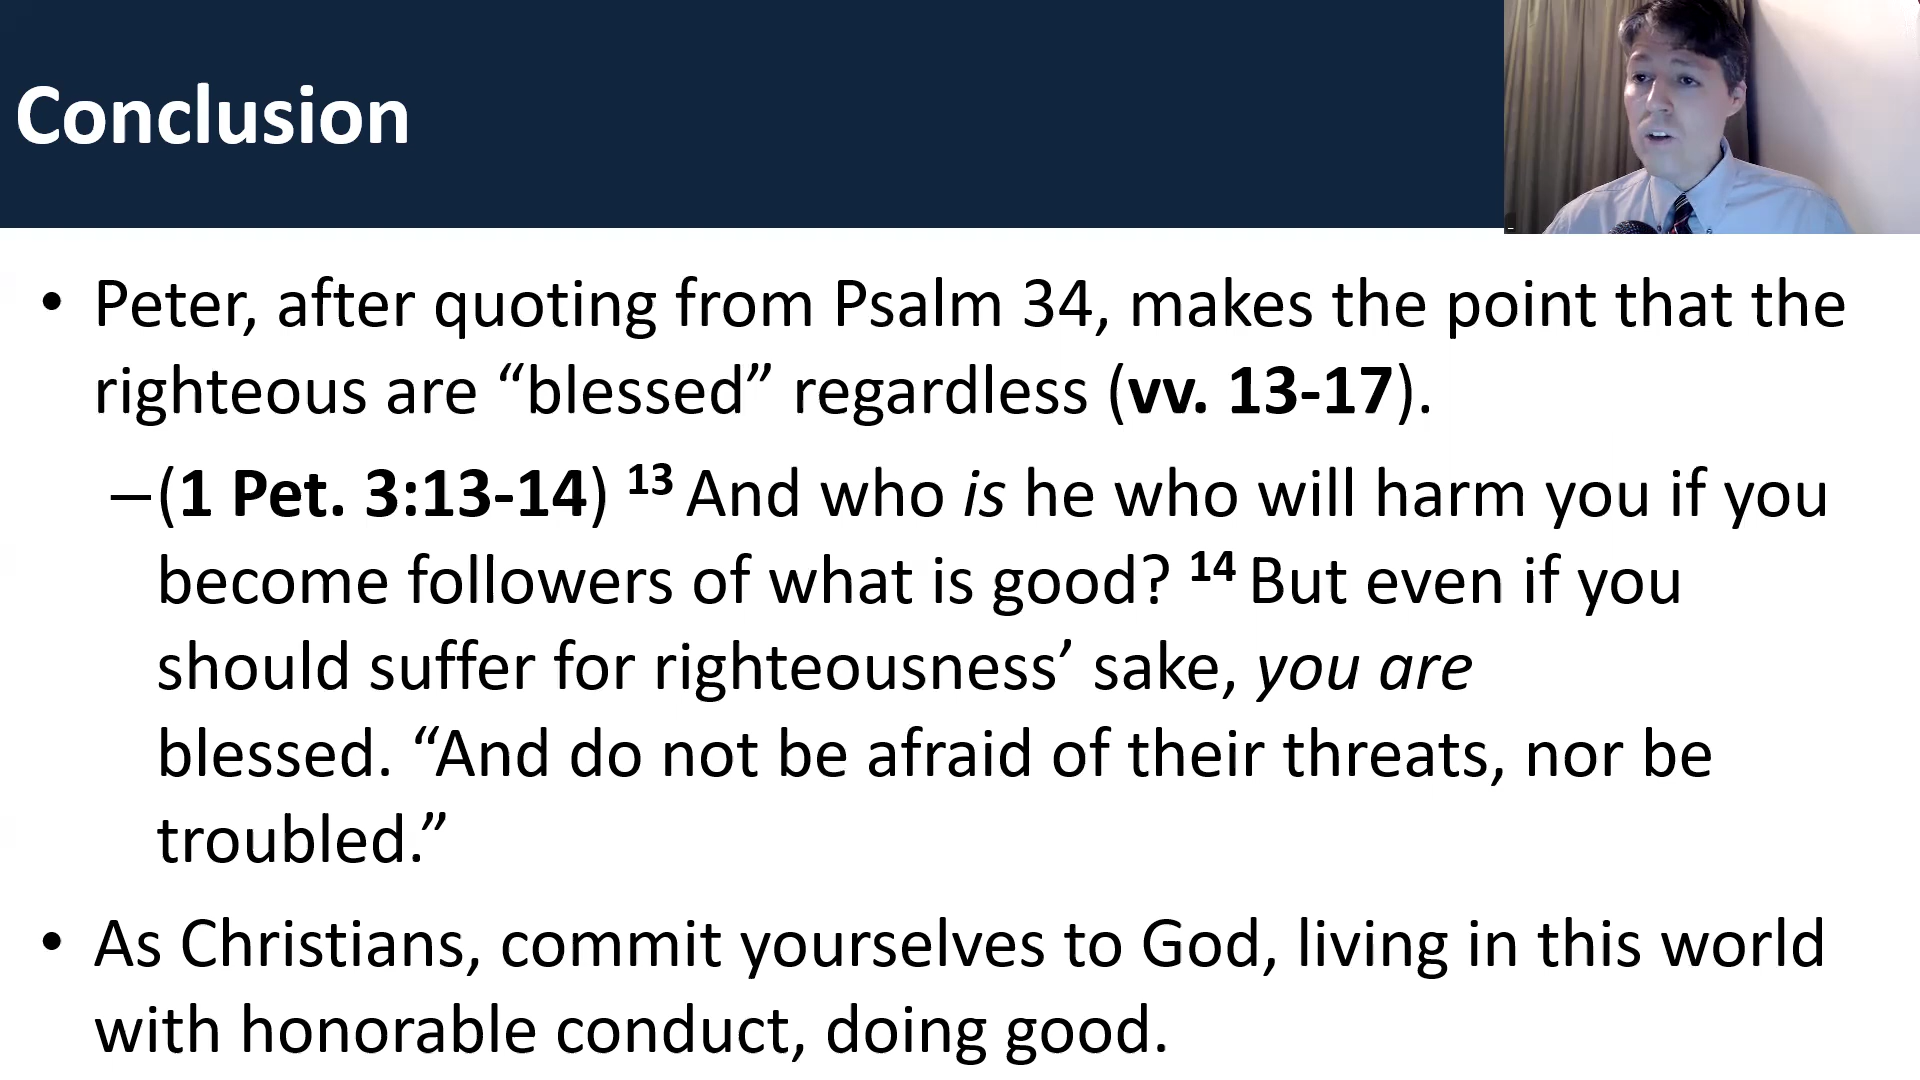 Conclusion
• Peter, after quoting from Psalm 34, makes the point that the
righteous are “blessed” regardless (vv. 13-17).
–(1 Pet. 3:13-14) 13 And who is he who will harm you if you
become followers of what is good? 14 But even if you
should suffer for righteousness’ sake, you are
blessed. “And do not be afraid of their threats, nor be
troubled.”
• As Christians, commit yourselves to God, living in this world
with honorable conduct, doing good.